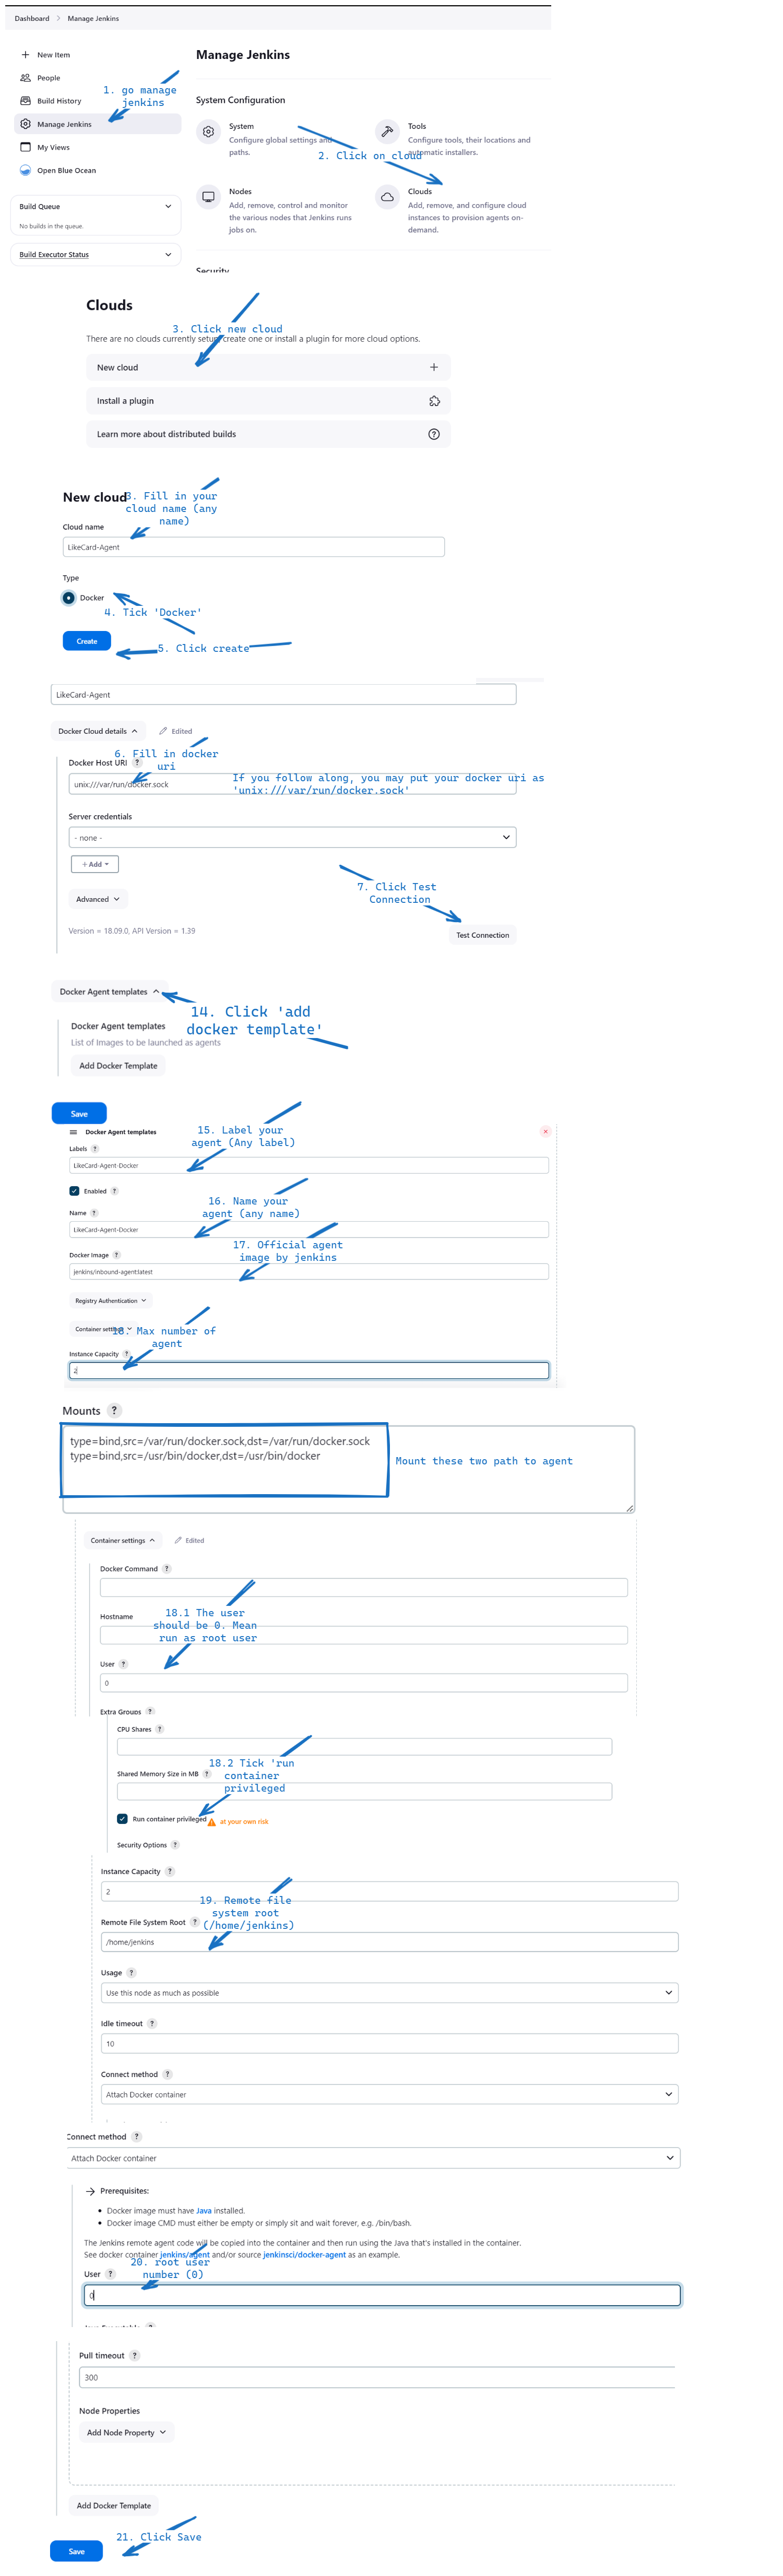 Dashboard > Manage Jenkins
New Item
People
Build History
Manage Jenkins
My Views
Open Blue Ocean
Build Queue
No builds in the queue.
Build Executor Status
1. go manage
jenkins
Manage Jenkins
System Configuration
System
Configure global settings and
paths.
Tools
Configure tools, their locations and
automatic installers.
2. Click on cloud
Nodes
Add, remove, control and monitor
the various nodes that Jenkins runs
jobs on.
Clouds
Add, remove, and configure cloud
instances to provision agents on-
demand.
Security
Clouds
3. Click new cloud
There are no clouds currently setup, create one or install a plugin for more cloud options.
New cloud
Install a plugin
Learn more about distributed builds
New cloud
3. Fill in your
cloud name (any
name)
Cloud name
LikeCard-Agent
Type
Docker
4. Tick 'Docker'
Create
5. Click create
LikeCard-Agent
Docker Cloud details
Edited
6. Fill in docker
uri
Docker Host URI ?
unix:///var/run/docker.sock
If you follow along, you may put your docker uri as
'unix:///var/run/docker.sock'
Server credentials
- none -
+ Add
7. Click Test
Connection
Advanced
Version = 18.09.0, API Version = 1.39
Test Connection
Docker Agent templates
14. Click 'add
docker template'
Docker Agent templates
List of Images to be launched as agents
Add Docker Template
Save
Docker Agent templates
15. Label your
agent (Any label)
Labels ?
LikeCard-Agent-Docker
Enabled ?
16. Name your
agent (any name)
Name ?
LikeCard-Agent-Docker
17. Official agent
image by jenkins
Docker Image ?
jenkins/inbound-agent:latest
Registry Authentication
Container settings
18. Max number of
agent
Instance Capacity ?
2
Mounts ?
type=bind,src=/var/run/docker.sock,dst=/var/run/docker.sock
type=bind,src=/usr/bin/docker,dst=/usr/bin/docker
Mount these two path to agent
Container settings
Edited
Docker Command ?
Hostname
18.1 The user
should be 0. Mean
run as root user
User ?
0
Extra Groups ?
CPU Shares ?
Shared Memory Size in MB ?
18.2 Tick 'run
container
privileged
Run container privileged
at your own risk
Security Options ?
Instance Capacity ?
2
19. Remote file
system root
(/home/jenkins)
Remote File System Root ?
/home/jenkins
Usage ?
Use this node as much as possible
Idle timeout ?
10
Connect method ?
Attach Docker container
Connect method ?
Attach Docker container
Prerequisites:
• Docker image must have Java installed.
• Docker image CMD must either be empty or simply sit and wait forever, e.g. /bin/bash.
The Jenkins remote agent code will be copied into the container and then run using the Java that's installed in the container.
See docker container jenkins/agent and/or source jenkinsci/docker-agent as an example.
20. root user
number (0)
User ?
0
Java Executable ?
Pull timeout ?
300
Node Properties
Add Node Property
Add Docker Template
21. Click Save
Save